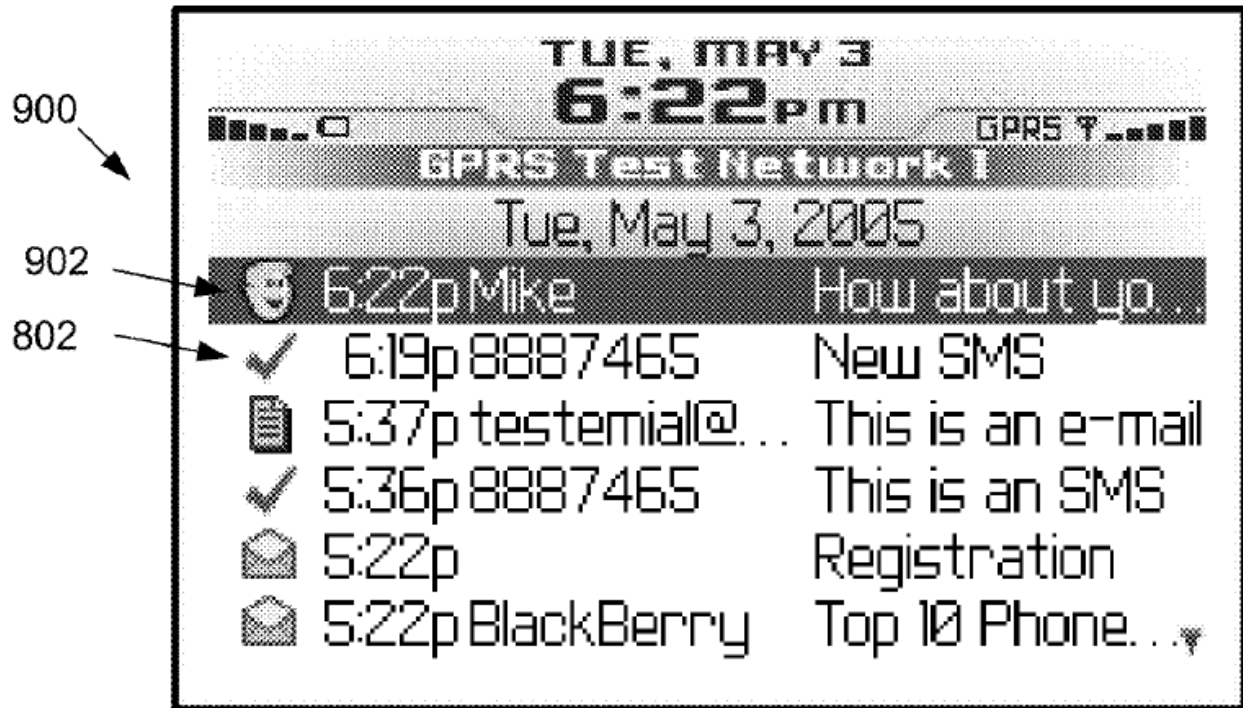 TUE, MAY 3
6:22pm
GPRS
GPRS Test Network 1
Tue, May 3, 2005
900
902
6:22p Mike How about yo...
802
6:19p 8887465 New SMS
5:37p testemial@... This is an e-mail
5:36p 8887465 This is an SMS
5:22p Registration
5:22p BlackBerry Top 10 Phone...